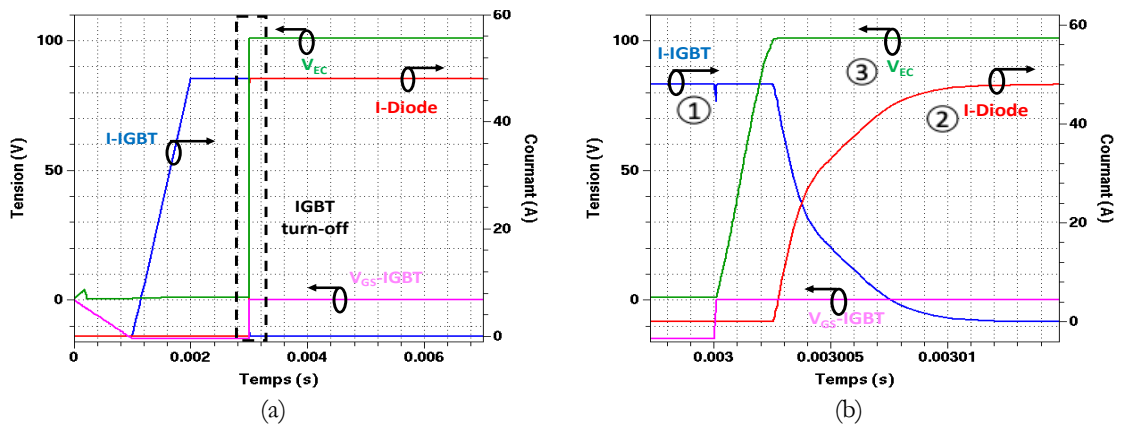 60
100
I-Diode
V_EC
I-IGBT
40
50
IGBT
turn-off
20
V_GS-IGBT
0
0
Tension (V)
Cournant (A)
0
0.002
0.004
0.006
Temps (s)
(a)
60
100
I-IGBT
③
V_EC
①
②
I-Diode
40
50
20
0
V_GS-IGBT
0
Tension (V)
Cournant (A)
0.003
0.003005
0.00301
Temps (s)
(b)